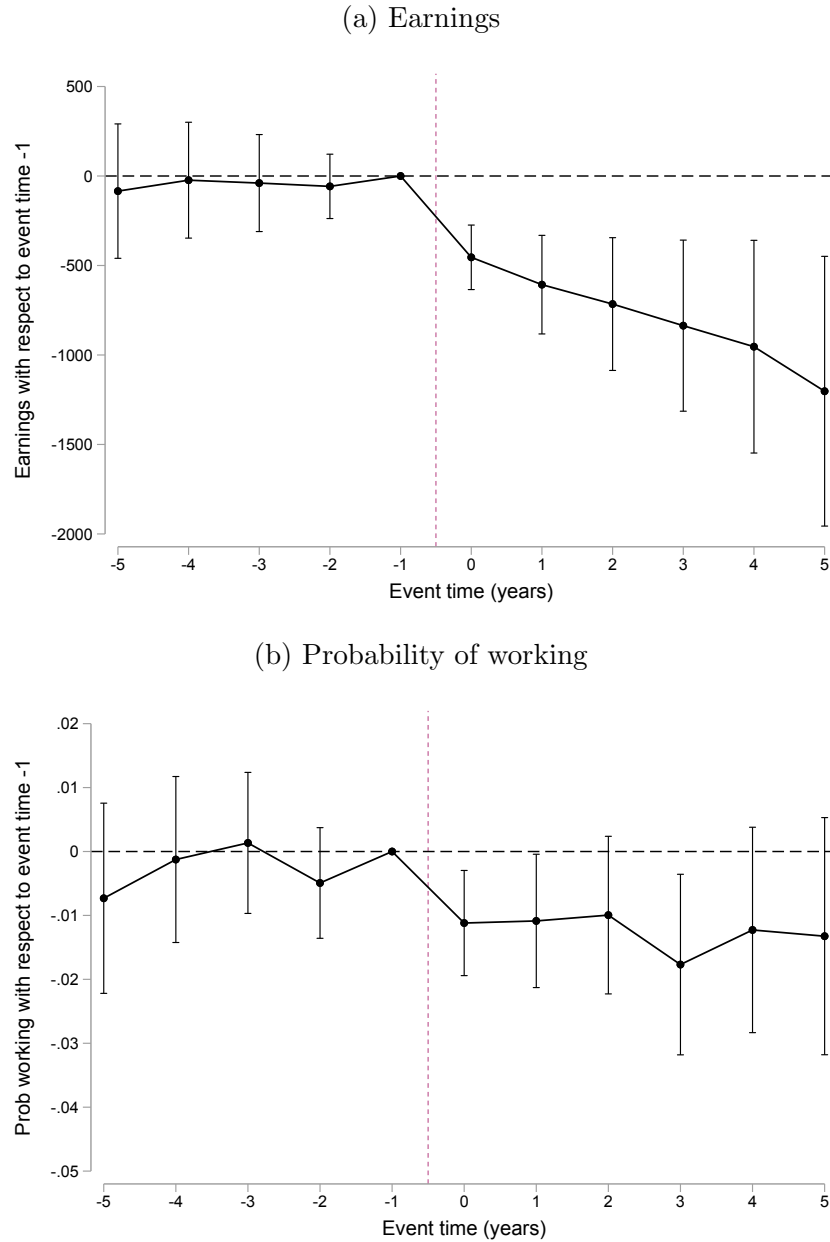 (a) Earnings
Earnings with respect to event time -1
500
0
-500
-1000
-1500
-2000
-5 -4 -3 -2 -1 0 1 2 3 4 5
Event time (years)
(b) Probability of working
Prob working with respect to event time -1
.02
.01
0
-.01
-.02
-.03
-.04
-.05
-5 -4 -3 -2 -1 0 1 2 3 4 5
Event time (years)